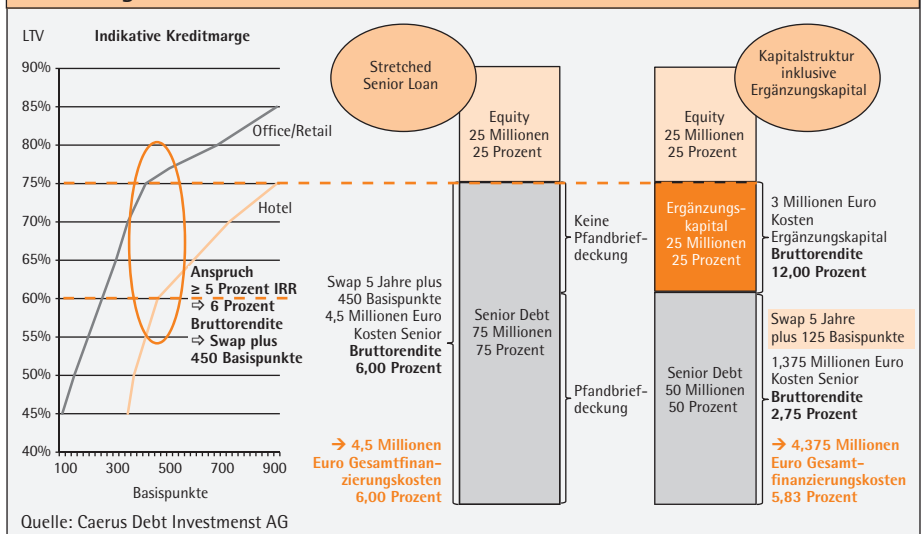 LTV
Indikative Kreditmarge
90%
85%
80%
75%
70%
65%
60%
55%
50%
45%
40%
100
300
500
700
900
Basispunkte
Office/Retail
Hotel
Anspruch
≥ 5 Prozent IRR
⇨ 6 Prozent
Bruttorendite
⇨ Swap plus
450 Basispunkte
Stretched
Senior Loan
Swap 5 Jahre plus
450 Basispunkte
4,5 Millionen Euro
Kosten Senior
Bruttorendite
6,00 Prozent
→ 4,5 Millionen
Euro Gesamtfinan-
zierungskosten
6,00 Prozent
Equity
25 Millionen
25 Prozent
Senior Debt
75 Millionen
75 Prozent
Keine
Pfandbrief-
deckung
Pfandbrief-
deckung
Kapitalstruktur
inklusive
Ergänzungskapital
Equity
25 Millionen
25 Prozent
Ergänzungs-
kapital
25 Millionen
25 Prozent
Senior Debt
50 Millionen
50 Prozent
3 Millionen Euro
Kosten
Ergänzungskapital
Bruttorendite
12,00 Prozent
Swap 5 Jahre
plus 125 Basispunkte
1,375 Millionen Euro
Kosten Senior
Bruttorendite
2,75 Prozent
→ 4,375 Millionen
Euro Gesamt-
finanzierungskosten
5,83 Prozent
Quelle: Caerus Debt Investmenst AG